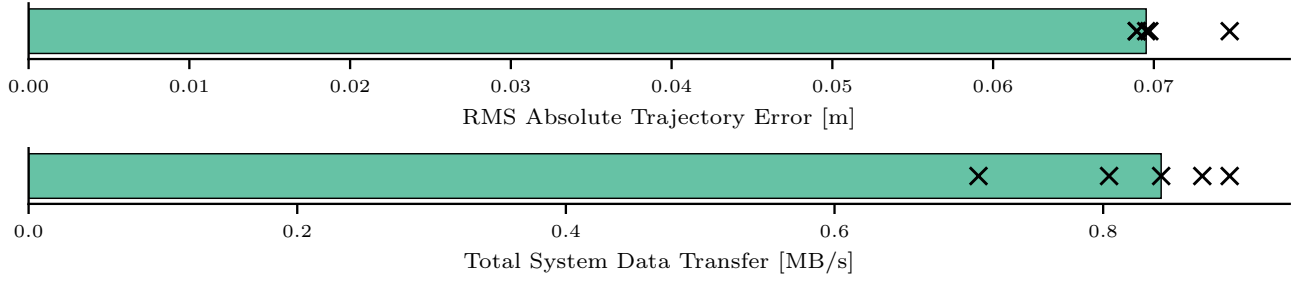 0.00 0.01 0.02 0.03 0.04 0.05 0.06 0.07
RMS Absolute Trajectory Error [m]
0.0 0.2 0.4 0.6 0.8
Total System Data Transfer [MB/s]